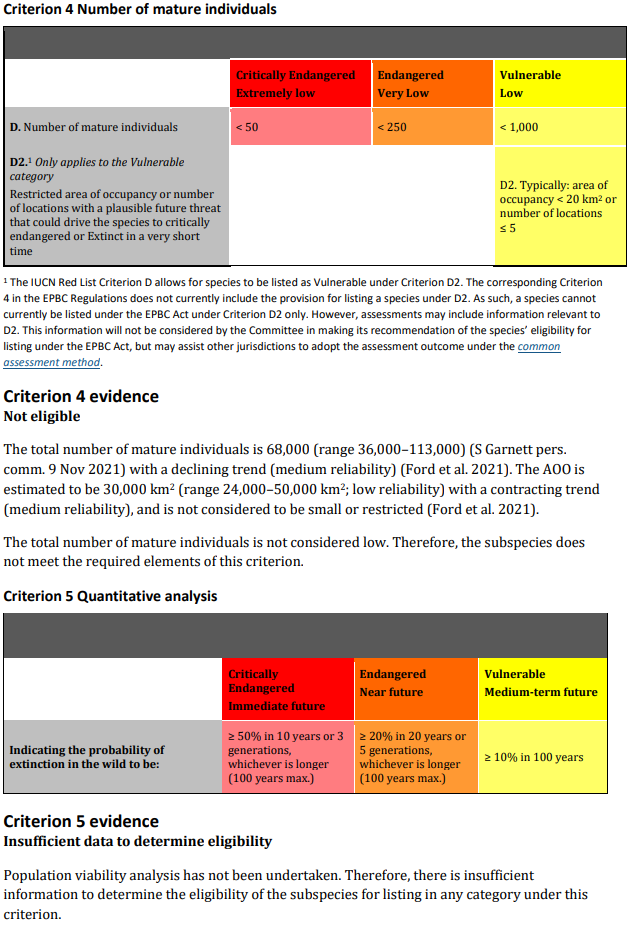 Criterion 4 Number of mature individuals
Critically Endangered
Extremely low
Endangered
Very Low
Vulnerable
Low
D. Number of mature individuals
< 50
< 250
< 1,000
D2.¹ Only applies to the Vulnerable
category
Restricted area of occupancy or number
of locations with a plausible future threat
that could drive the species to critically
endangered or Extinct in a very short
time
D2. Typically: area of
occupancy < 20 km² or
number of locations
≤ 5
¹ The IUCN Red List Criterion D allows for species to be listed as Vulnerable under Criterion D2. The corresponding Criterion
4 in the EPBC Regulations does not currently include the provision for listing a species under D2. As such, a species cannot
currently be listed under the EPBC Act under Criterion D2 only. However, assessments may include information relevant to
D2. This information will not be considered by the Committee in making its recommendation of the species’ eligibility for
listing under the EPBC Act, but may assist other jurisdictions to adopt the assessment outcome under the common
assessment method.
Criterion 4 evidence
Not eligible
The total number of mature individuals is 68,000 (range 36,000–113,000) (S Garnett pers.
comm. 9 Nov 2021) with a declining trend (medium reliability) (Ford et al. 2021). The AOO is
estimated to be 30,000 km² (range 24,000–50,000 km²; low reliability) with a contracting trend
(medium reliability), and is not considered to be small or restricted (Ford et al. 2021).
The total number of mature individuals is not considered low. Therefore, the subspecies does
not meet the required elements of this criterion.
Criterion 5 Quantitative analysis
Critically
Endangered
Immediate future
Endangered
Near future
Vulnerable
Medium-term future
Indicating the probability of
extinction in the wild to be:
≥ 50% in 10 years or 3
generations,
whichever is longer
(100 years max.)
≥ 20% in 20 years or
5 generations,
whichever is longer
(100 years max.)
≥ 10% in 100 years
Criterion 5 evidence
Insufficient data to determine eligibility
Population viability analysis has not been undertaken. Therefore, there is insufficient
information to determine the eligibility of the subspecies for listing in any category under this
criterion.